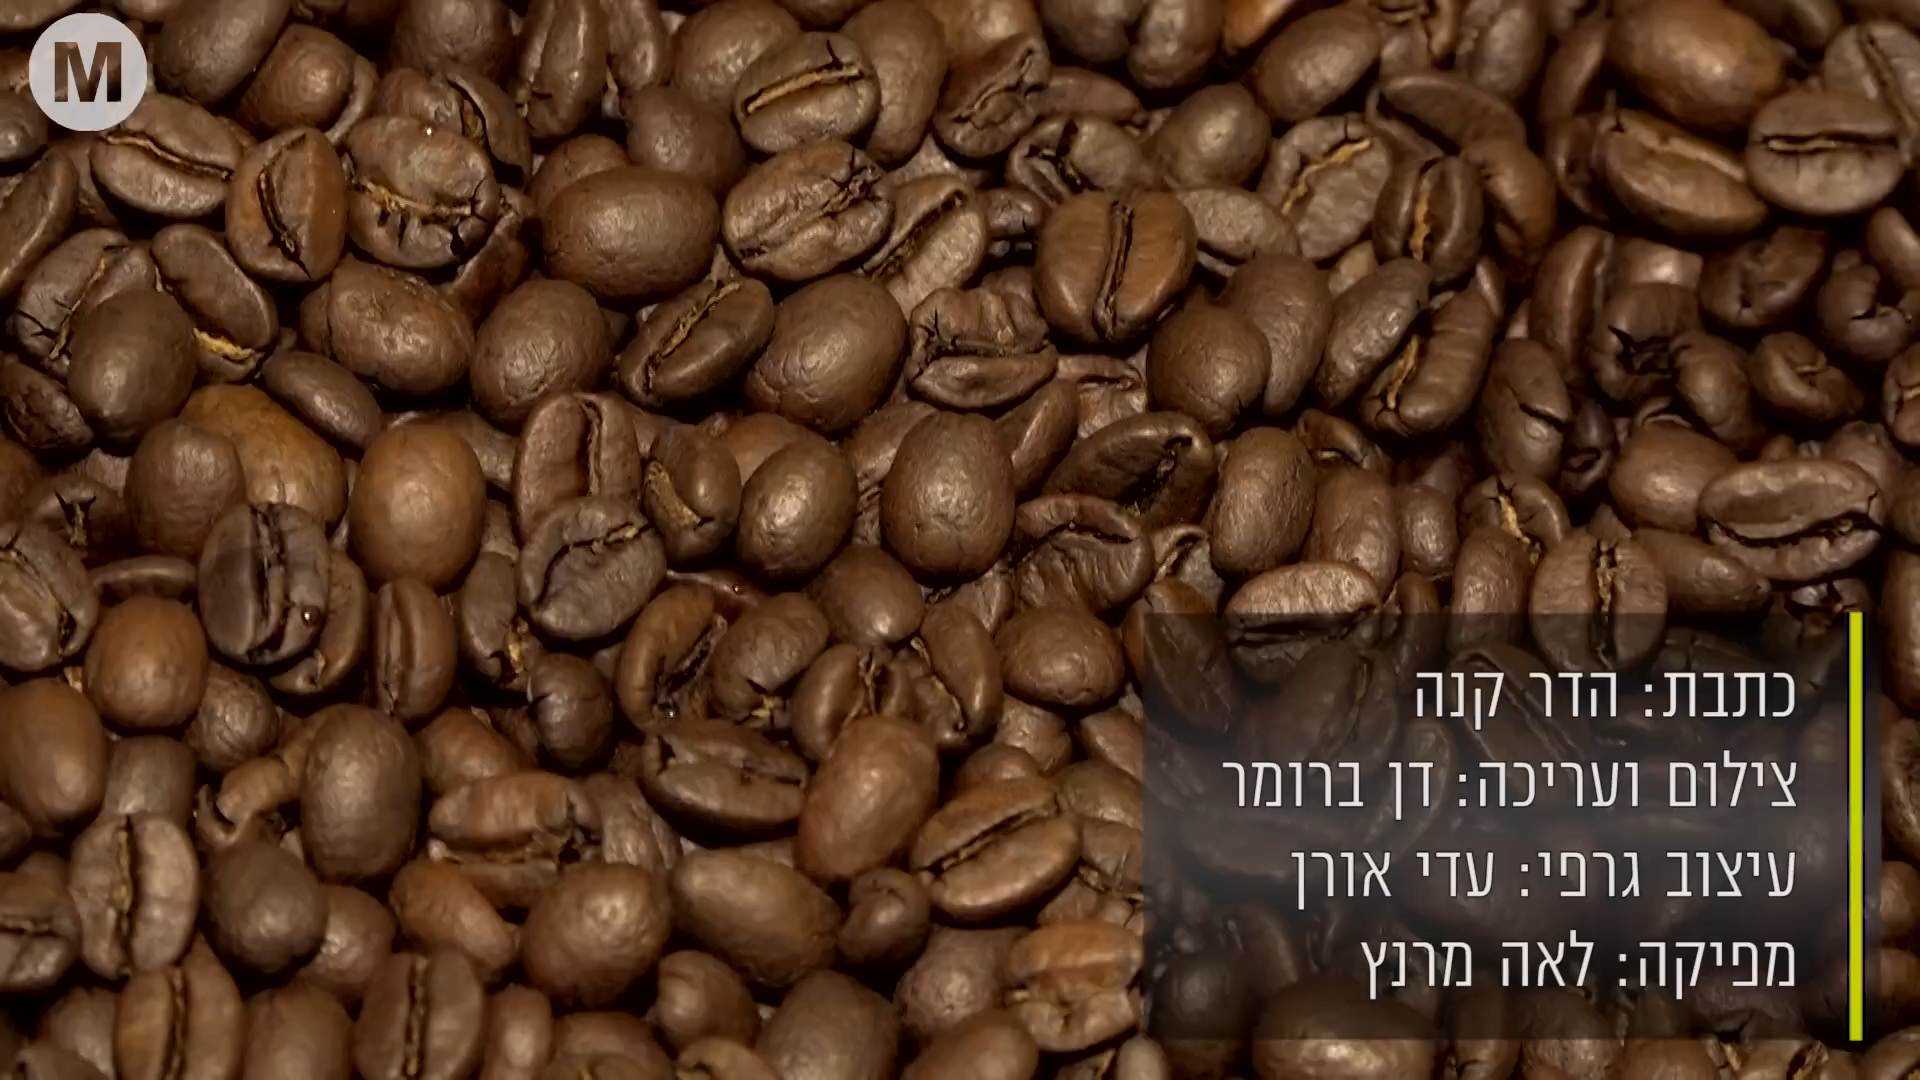 M
כתבת: הדר קנה
צילום ועריכה: דן ברומר
עיצוב גרפי: עדי אורן
מפיקה: לאה מרנץ